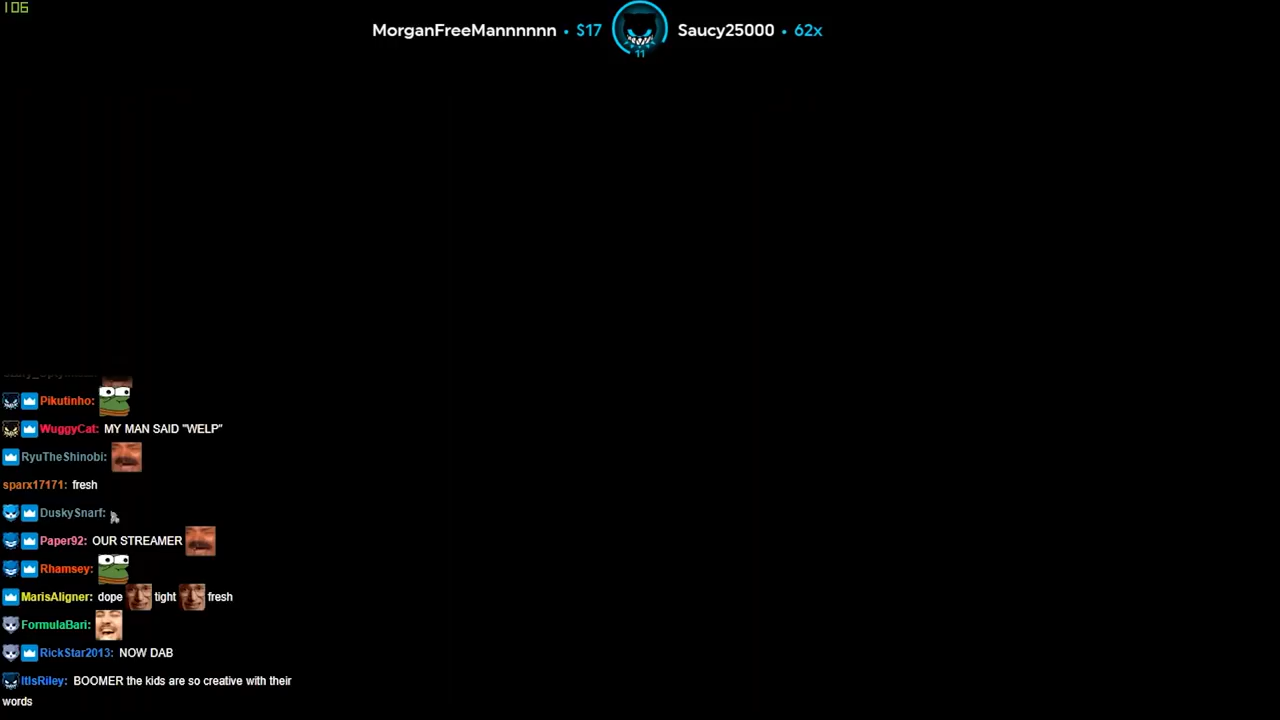 106
MorganFreeMannnnnn • $17
Saucy25000 • 62x
11
Pikutinho:
WuggyCat: MY MAN SAID "WELP"
RyuTheShinobi:
sparx17171: fresh
DuskySnarf:
Paper92: OUR STREAMER
Rhamsey:
MarisAligner: dope tight fresh
FormulaBari:
RickStar2013: NOW DAB
ItIsRiley: BOOMER the kids are so creative with their
words